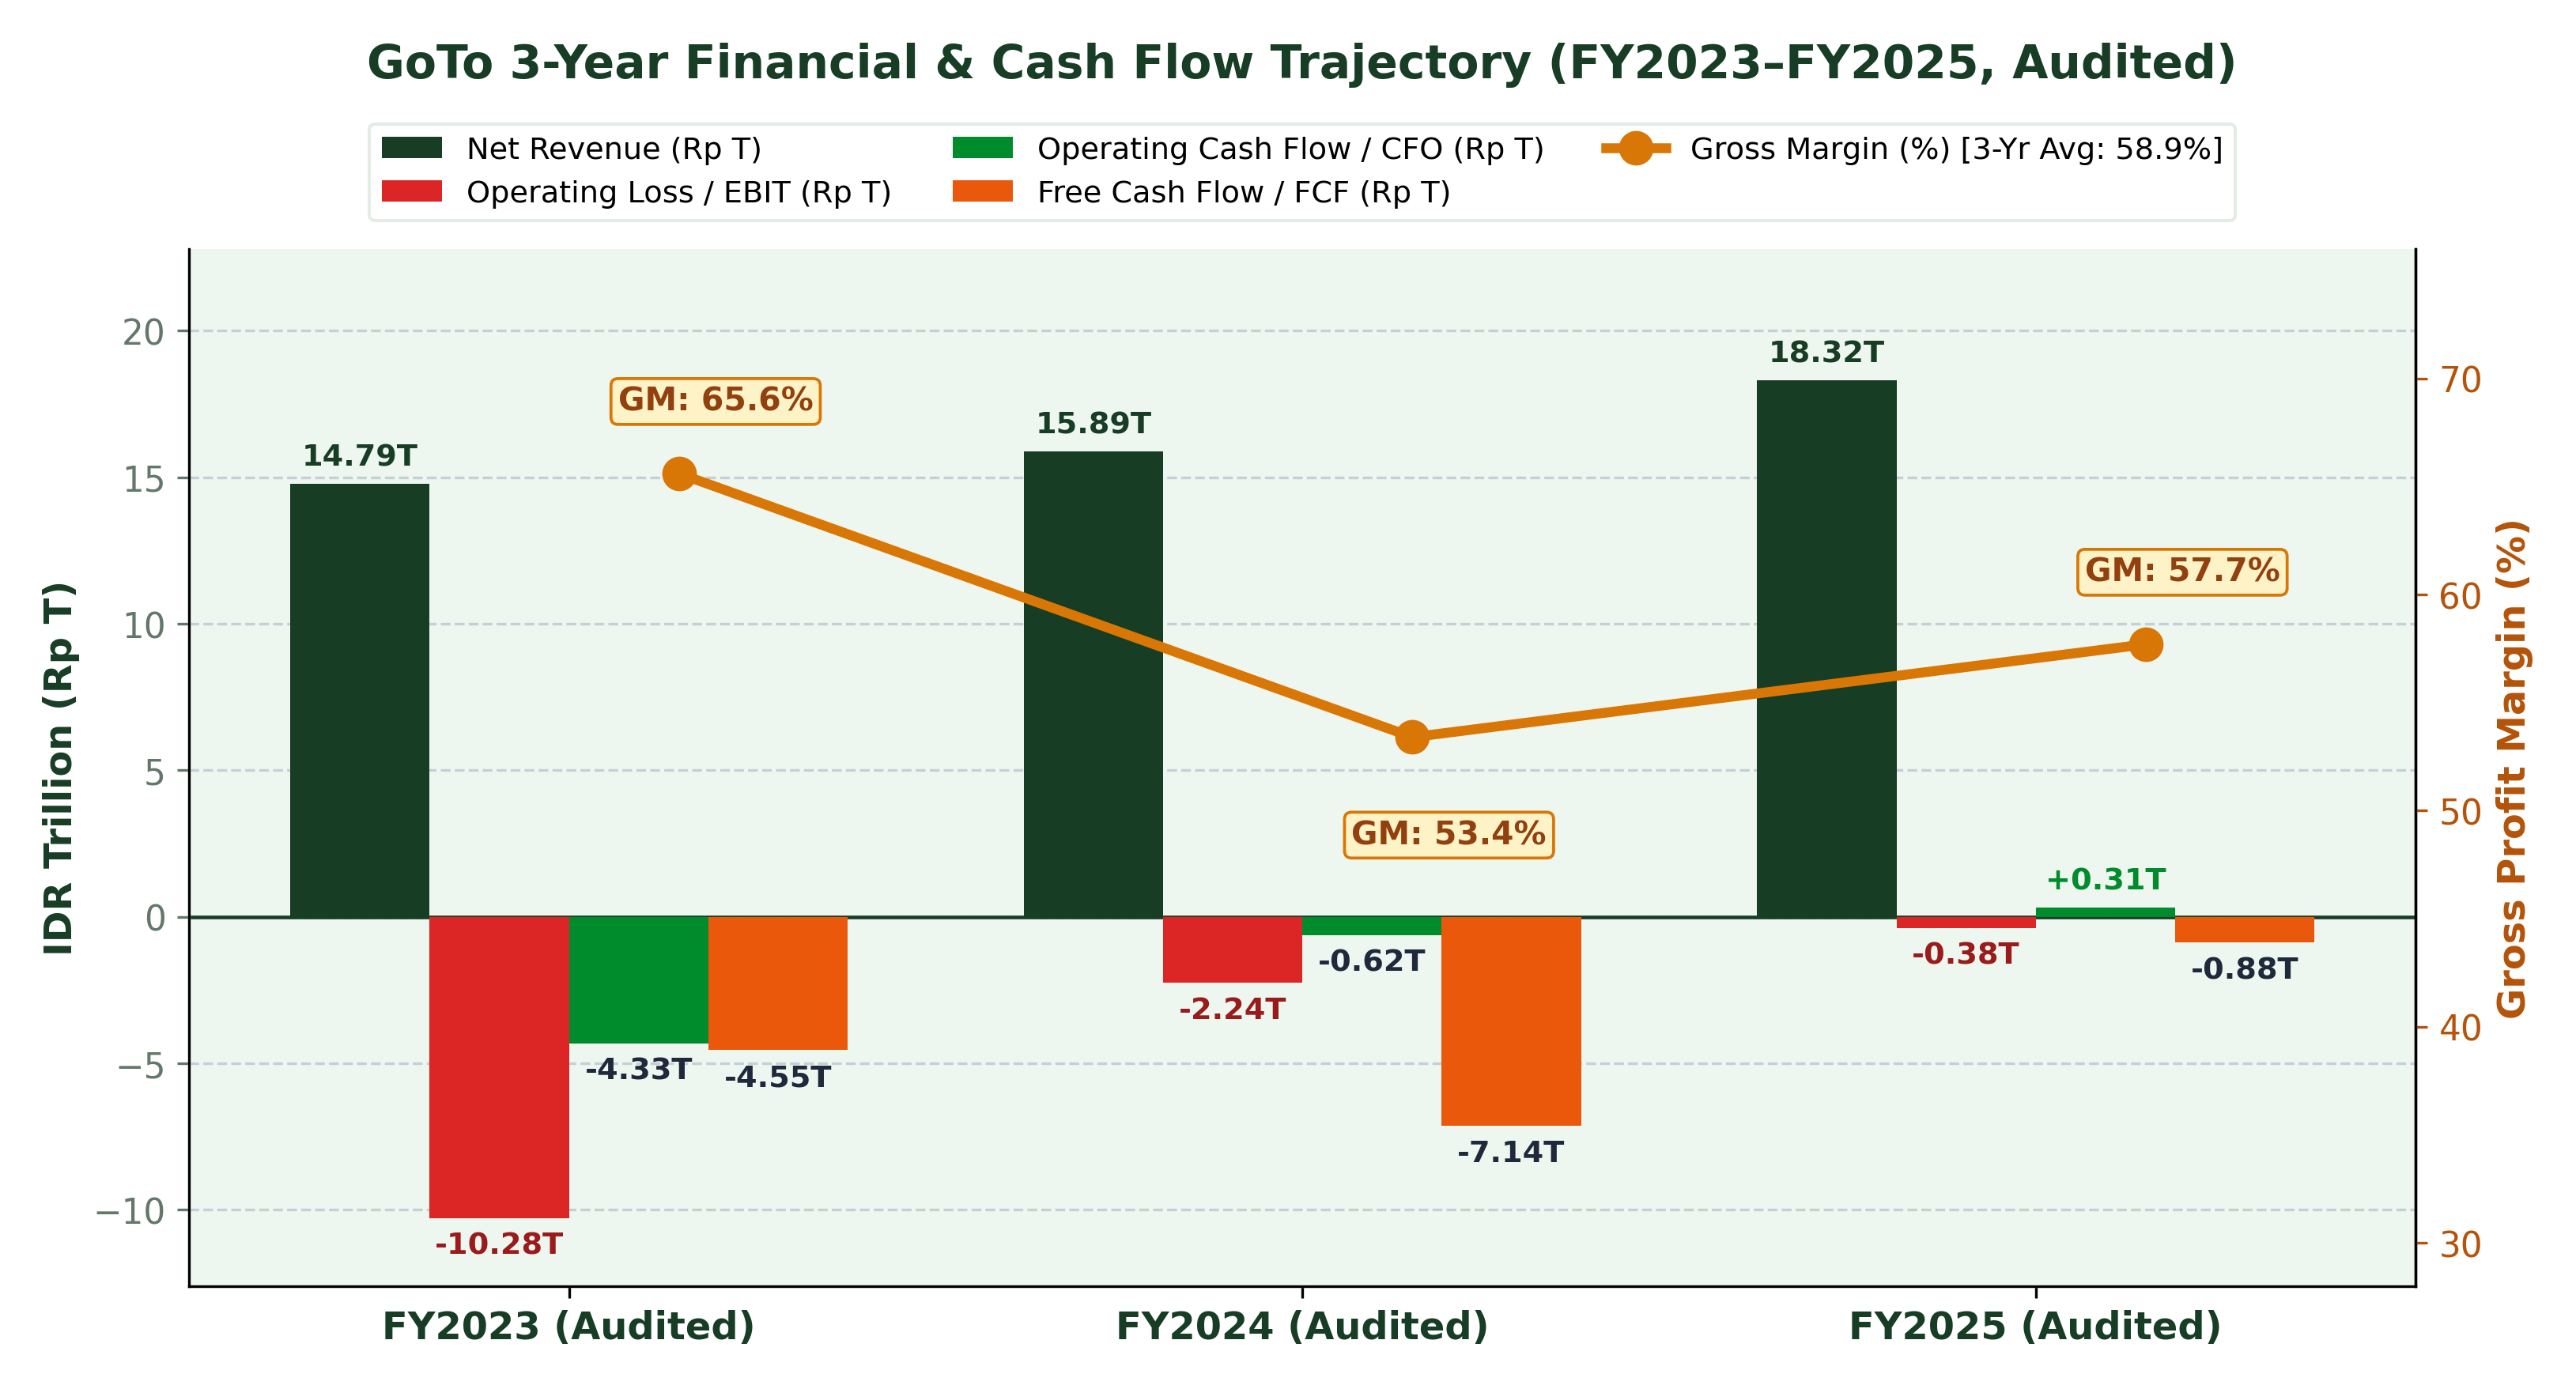 GoTo 3-Year Financial & Cash Flow Trajectory (FY2023–FY2025, Audited)
Net Revenue (Rp T)
Operating Loss / EBIT (Rp T)
Operating Cash Flow / CFO (Rp T)
Free Cash Flow / FCF (Rp T)
Gross Margin (%) [3-Yr Avg: 58.9%]
IDR Trillion (Rp T)
20
15
10
5
0
−5
−10
14.79T
-10.28T
-4.33T
-4.55T
GM: 65.6%
15.89T
-2.24T
-0.62T
-7.14T
GM: 53.4%
18.32T
-0.38T
+0.31T
-0.88T
GM: 57.7%
70
60
50
40
30
Gross Profit Margin (%)
FY2023 (Audited)
FY2024 (Audited)
FY2025 (Audited)